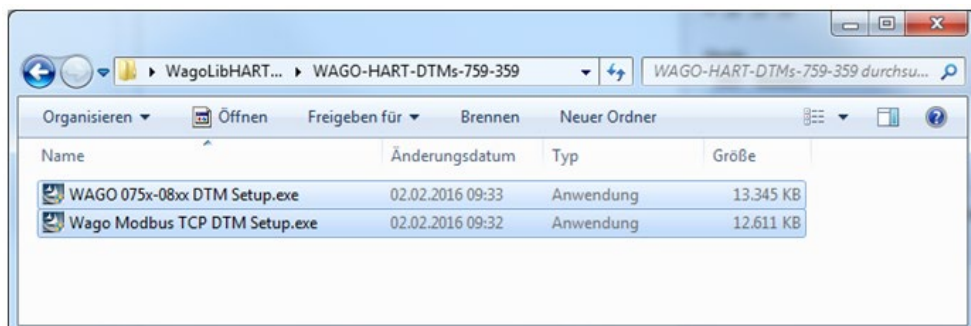 WagoLibHART... ▸ WAGO-HART-DTMs-759-359 WAGO-HART-DTMs-759-359 durchsu...
Organisieren Öffnen Freigeben für Brennen Neuer Ordner
Name Änderungsdatum Typ Größe
WAGO 075x-08xx DTM Setup.exe 02.02.2016 09:33 Anwendung 13.345 KB
Wago Modbus TCP DTM Setup.exe 02.02.2016 09:32 Anwendung 12.611 KB